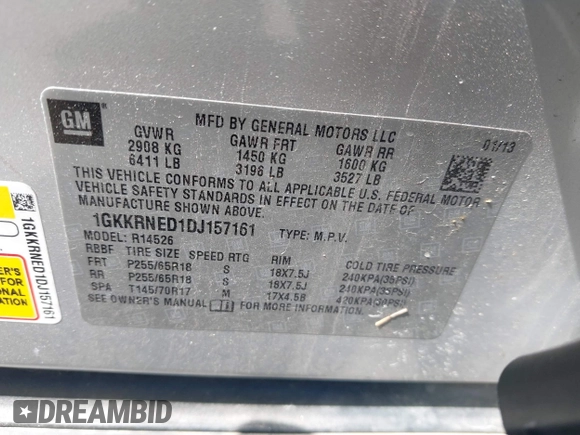 GM
MFD BY GENERAL MOTORS LLC
GVWR GAWR FRT GAWR RR 01/13
2908 KG 1450 KG 1600 KG
6411 LB 3196 LB 3527 LB
THIS VEHICLE CONFORMS TO ALL APPLICABLE U.S. FEDERAL MOTOR
VEHICLE SAFETY STANDARDS IN EFFECT ON THE DATE OF
MANUFACTURE SHOWN ABOVE.
1GKKRNED1DJ157161 TYPE: M.P.V.
MODEL: R14526
RBBF TIRE SIZE SPEED RTG RIM COLD TIRE PRESSURE
FRT P255/65R18 S 18X7.5J 240KPA(35PSI)
RR P255/65R18 S 18X7.5J 240KPA(35PSI)
SPA T145/70R17 M 17X4.5B 420KPA(60PSI)
SEE OWNER'S MANUAL i FOR MORE INFORMATION
1GKKRNED1DJ157161
DREAMBID